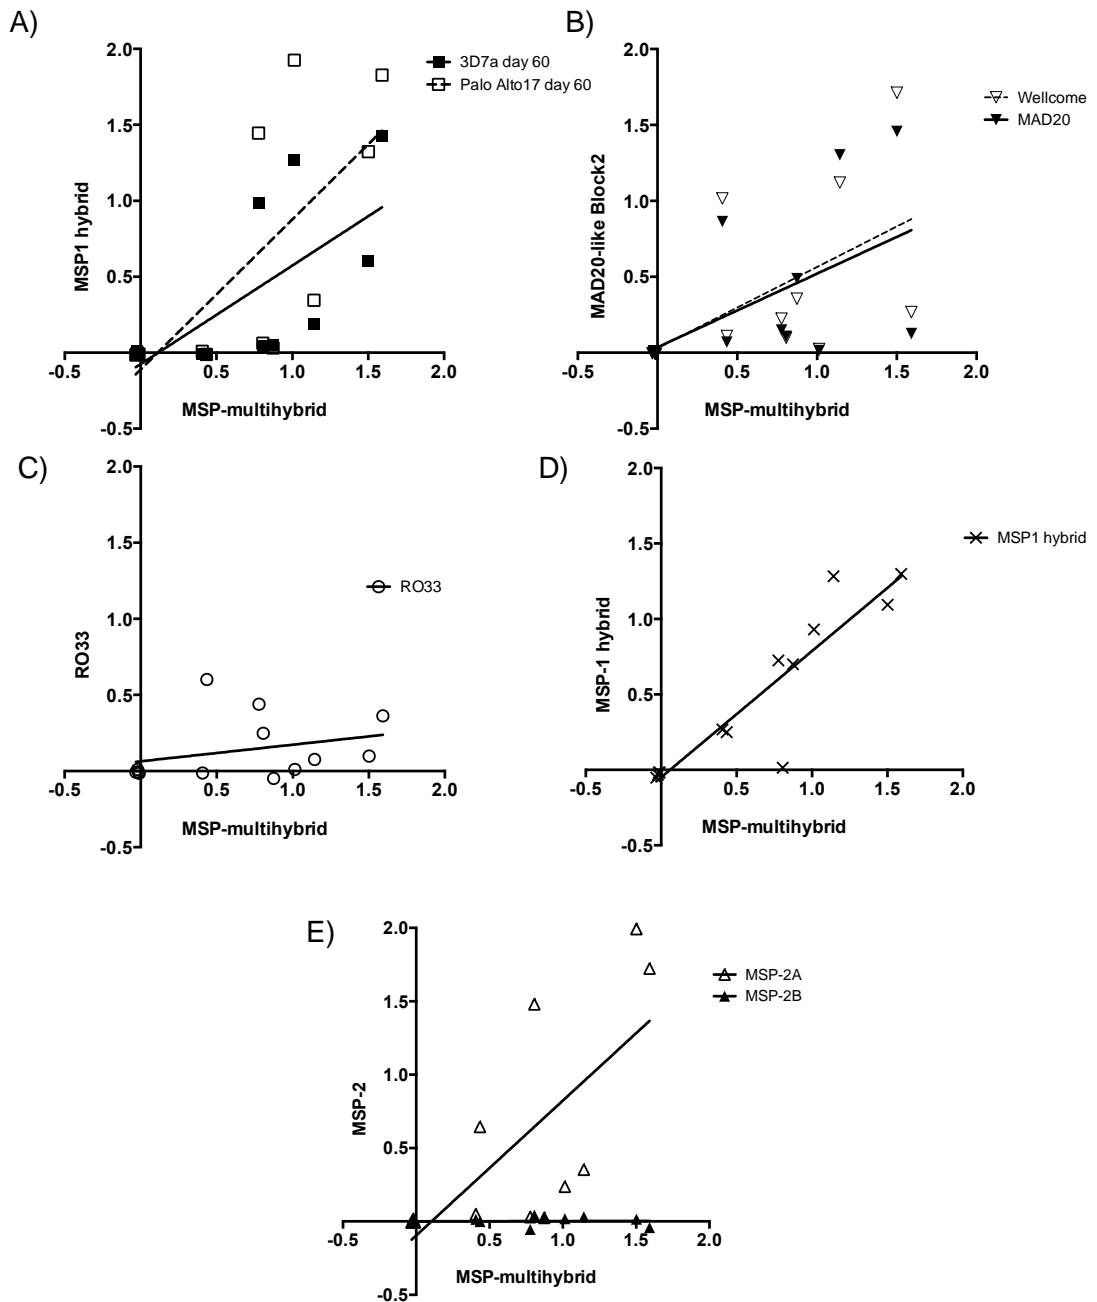 A)
2.0
1.5
1.0
0.5
-0.5
0.5
1.0
1.5
2.0
-0.5
MSP1 hybrid
MSP-multihybrid
3D7a day 60
Palo Alto17 day 60
B)
2.0
1.5
1.0
0.5
-0.5
0.5
1.0
1.5
2.0
-0.5
MAD20-like Block2
MSP-multihybrid
Wellcome
MAD20
C)
2.0
1.5
1.0
0.5
-0.5
0.5
1.0
1.5
2.0
-0.5
RO33
MSP-multihybrid
RO33
D)
2.0
1.5
1.0
0.5
-0.5
0.5
1.0
1.5
2.0
-0.5
MSP-1 hybrid
MSP-multihybrid
MSP1 hybrid
E)
2.0
1.5
1.0
0.5
-0.5
0.5
1.0
1.5
2.0
-0.5
MSP-2
MSP-multihybrid
MSP-2A
MSP-2B